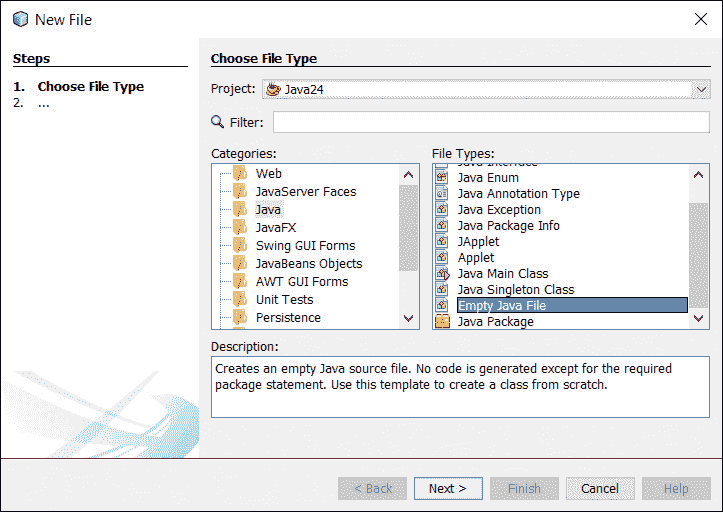 New File
Steps
1. Choose File Type
2. ...
Choose File Type
Project: Java24
Filter:
Categories:
Web
JavaServer Faces
Java
JavaFX
Swing GUI Forms
JavaBeans Objects
AWT GUI Forms
Unit Tests
Persistence
File Types:
Java Interface
Java Enum
Java Annotation Type
Java Exception
Java Package Info
JApplet
Applet
Java Main Class
Java Singleton Class
Empty Java File
Java Package
Description:
Creates an empty Java source file. No code is generated except for the required
package statement. Use this template to create a class from scratch.
< Back
Next >
Finish
Cancel
Help